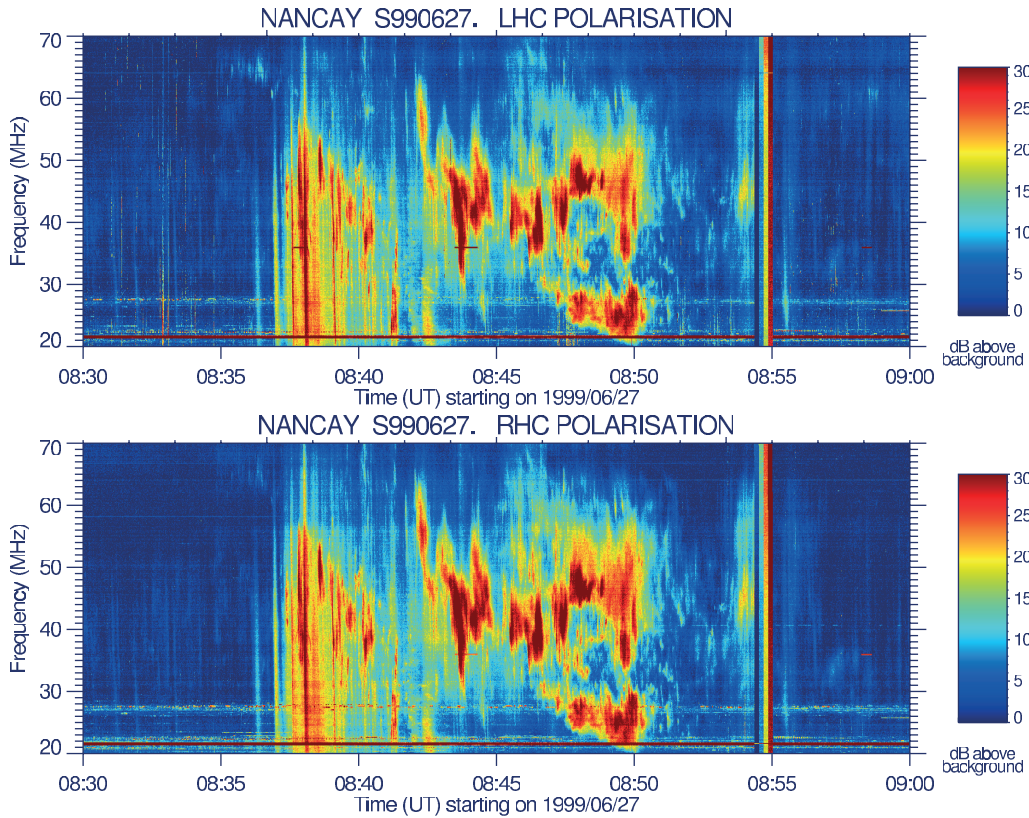 NANCAY S990627. LHC POLARISATION
70
60
50
40
30
20
Frequency (MHz)
08:30 08:35 08:40 08:45 08:50 08:55 09:00
Time (UT) starting on 1999/06/27
30
25
20
15
10
5
0
dB above
background
NANCAY S990627. RHC POLARISATION
70
60
50
40
30
20
Frequency (MHz)
08:30 08:35 08:40 08:45 08:50 08:55 09:00
Time (UT) starting on 1999/06/27
30
25
20
15
10
5
0
dB above
background